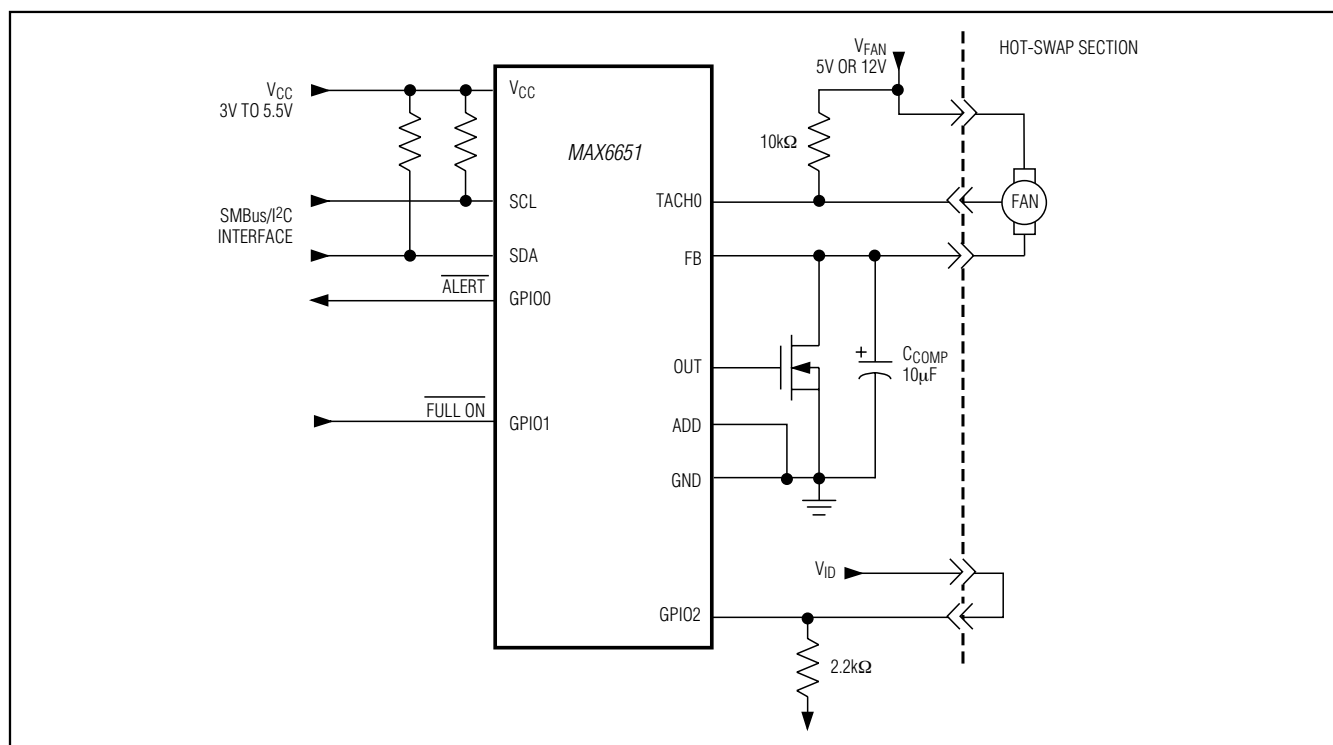 VCC
3V TO 5.5V
SMBus/I2C
INTERFACE
ALERT
FULL ON
VCC
MAX6651
SCL
SDA
GPIO0
GPIO1
TACH0
FB
OUT
ADD
GND
GPIO2
VFAN
5V OR 12V
10kΩ
HOT-SWAP SECTION
FAN
+
CCOMP
10µF
VID
2.2kΩ